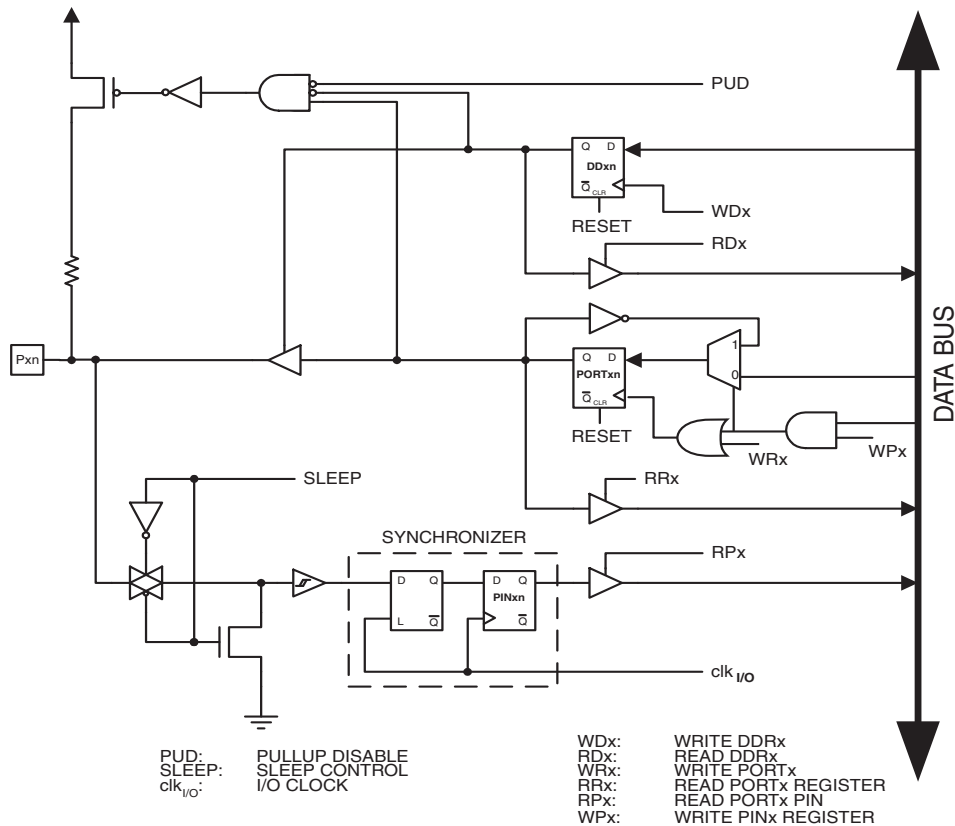 PUD
Q D
DDxn
Q CLR
WDx
RESET
RDx
Pxn
1
Q D
PORTxn
0
Q CLR
RESET
WRx
WPx
DATA BUS
SLEEP
RRx
SYNCHRONIZER
RPx
D Q
D Q
PINxn
L Q
Q
clk I/O
PUD: PULLUP DISABLE
SLEEP: SLEEP CONTROL
clkI/O: I/O CLOCK
WDx: WRITE DDRx
RDx: READ DDRx
WRx: WRITE PORTx
RRx: READ PORTx REGISTER
RPx: READ PORTx PIN
WPx: WRITE PINx REGISTER